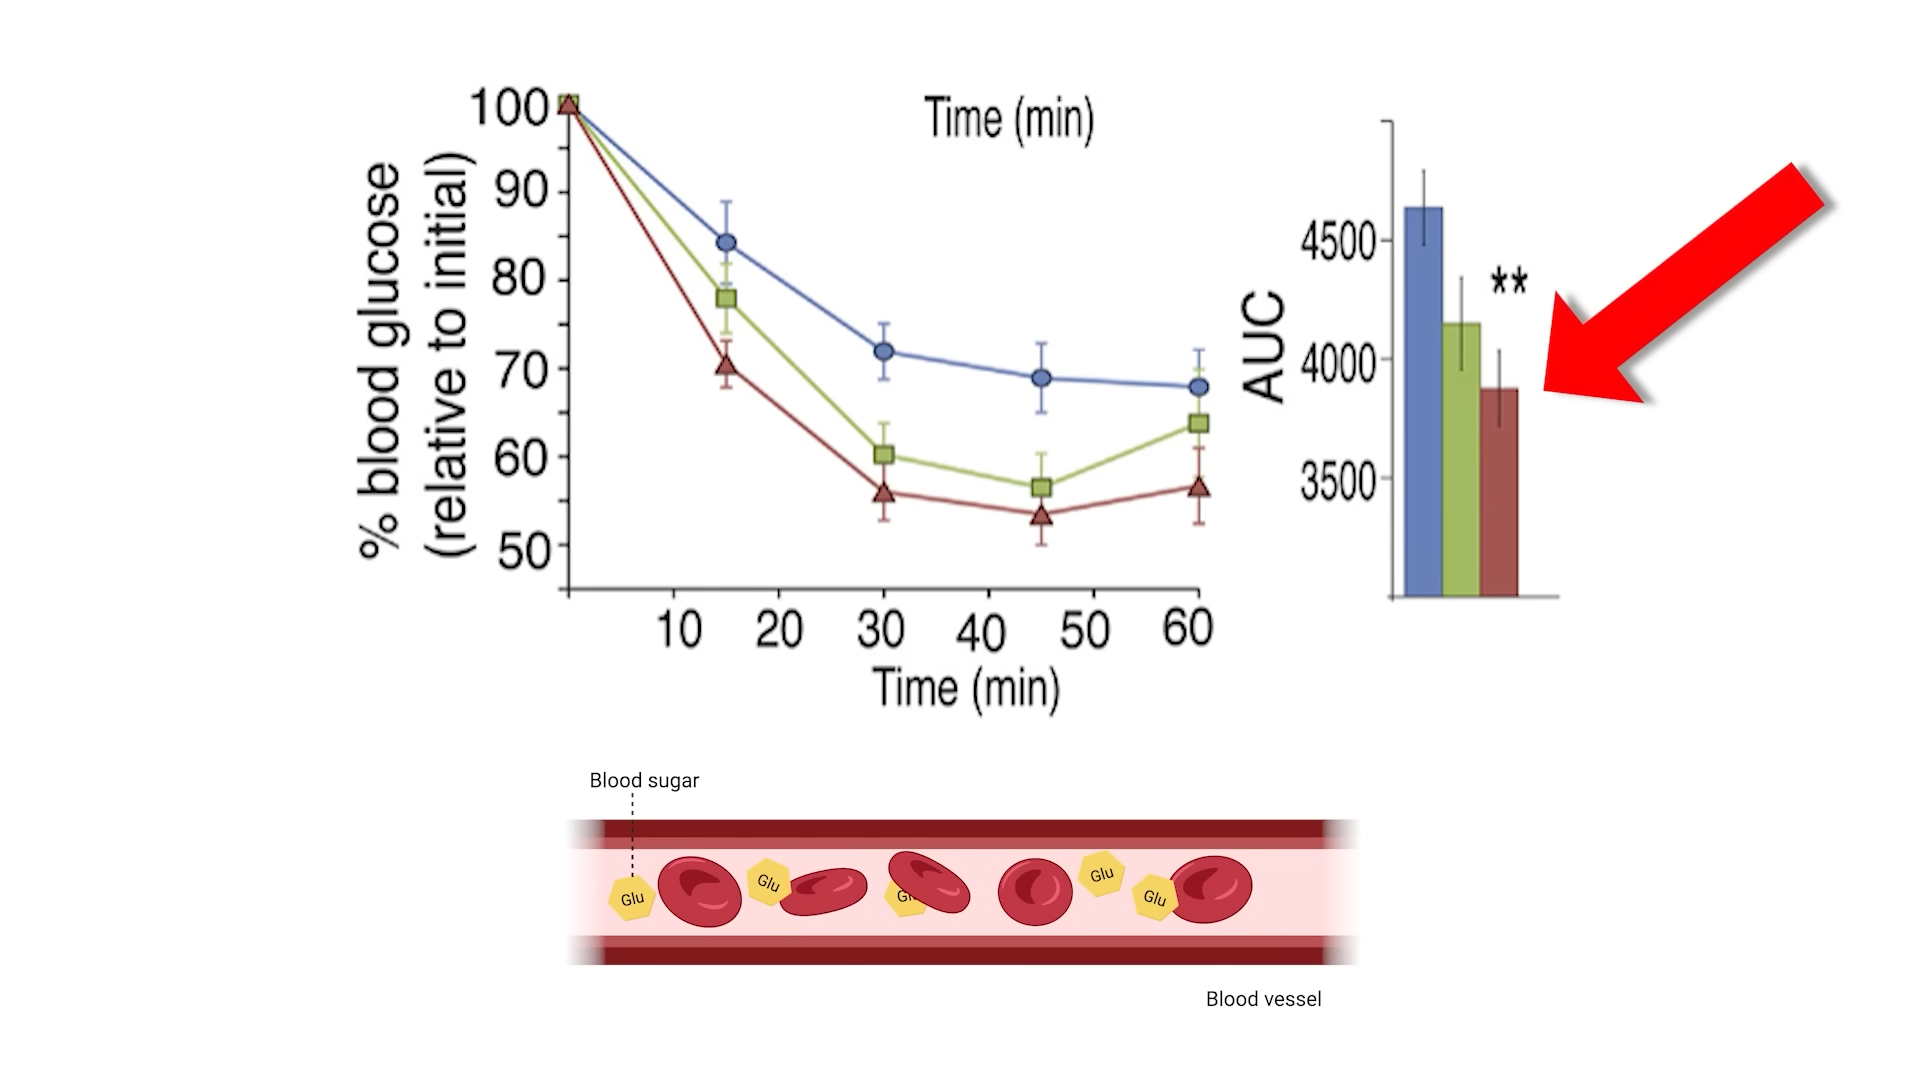 % blood glucose
(relative to initial)
100
90
80
70
60
50
Time (min)
10 20 30 40 50 60
Time (min)
AUC
4500
4000
3500
**
Blood sugar
Glu
Glu
Glu
Glu
Blood vessel